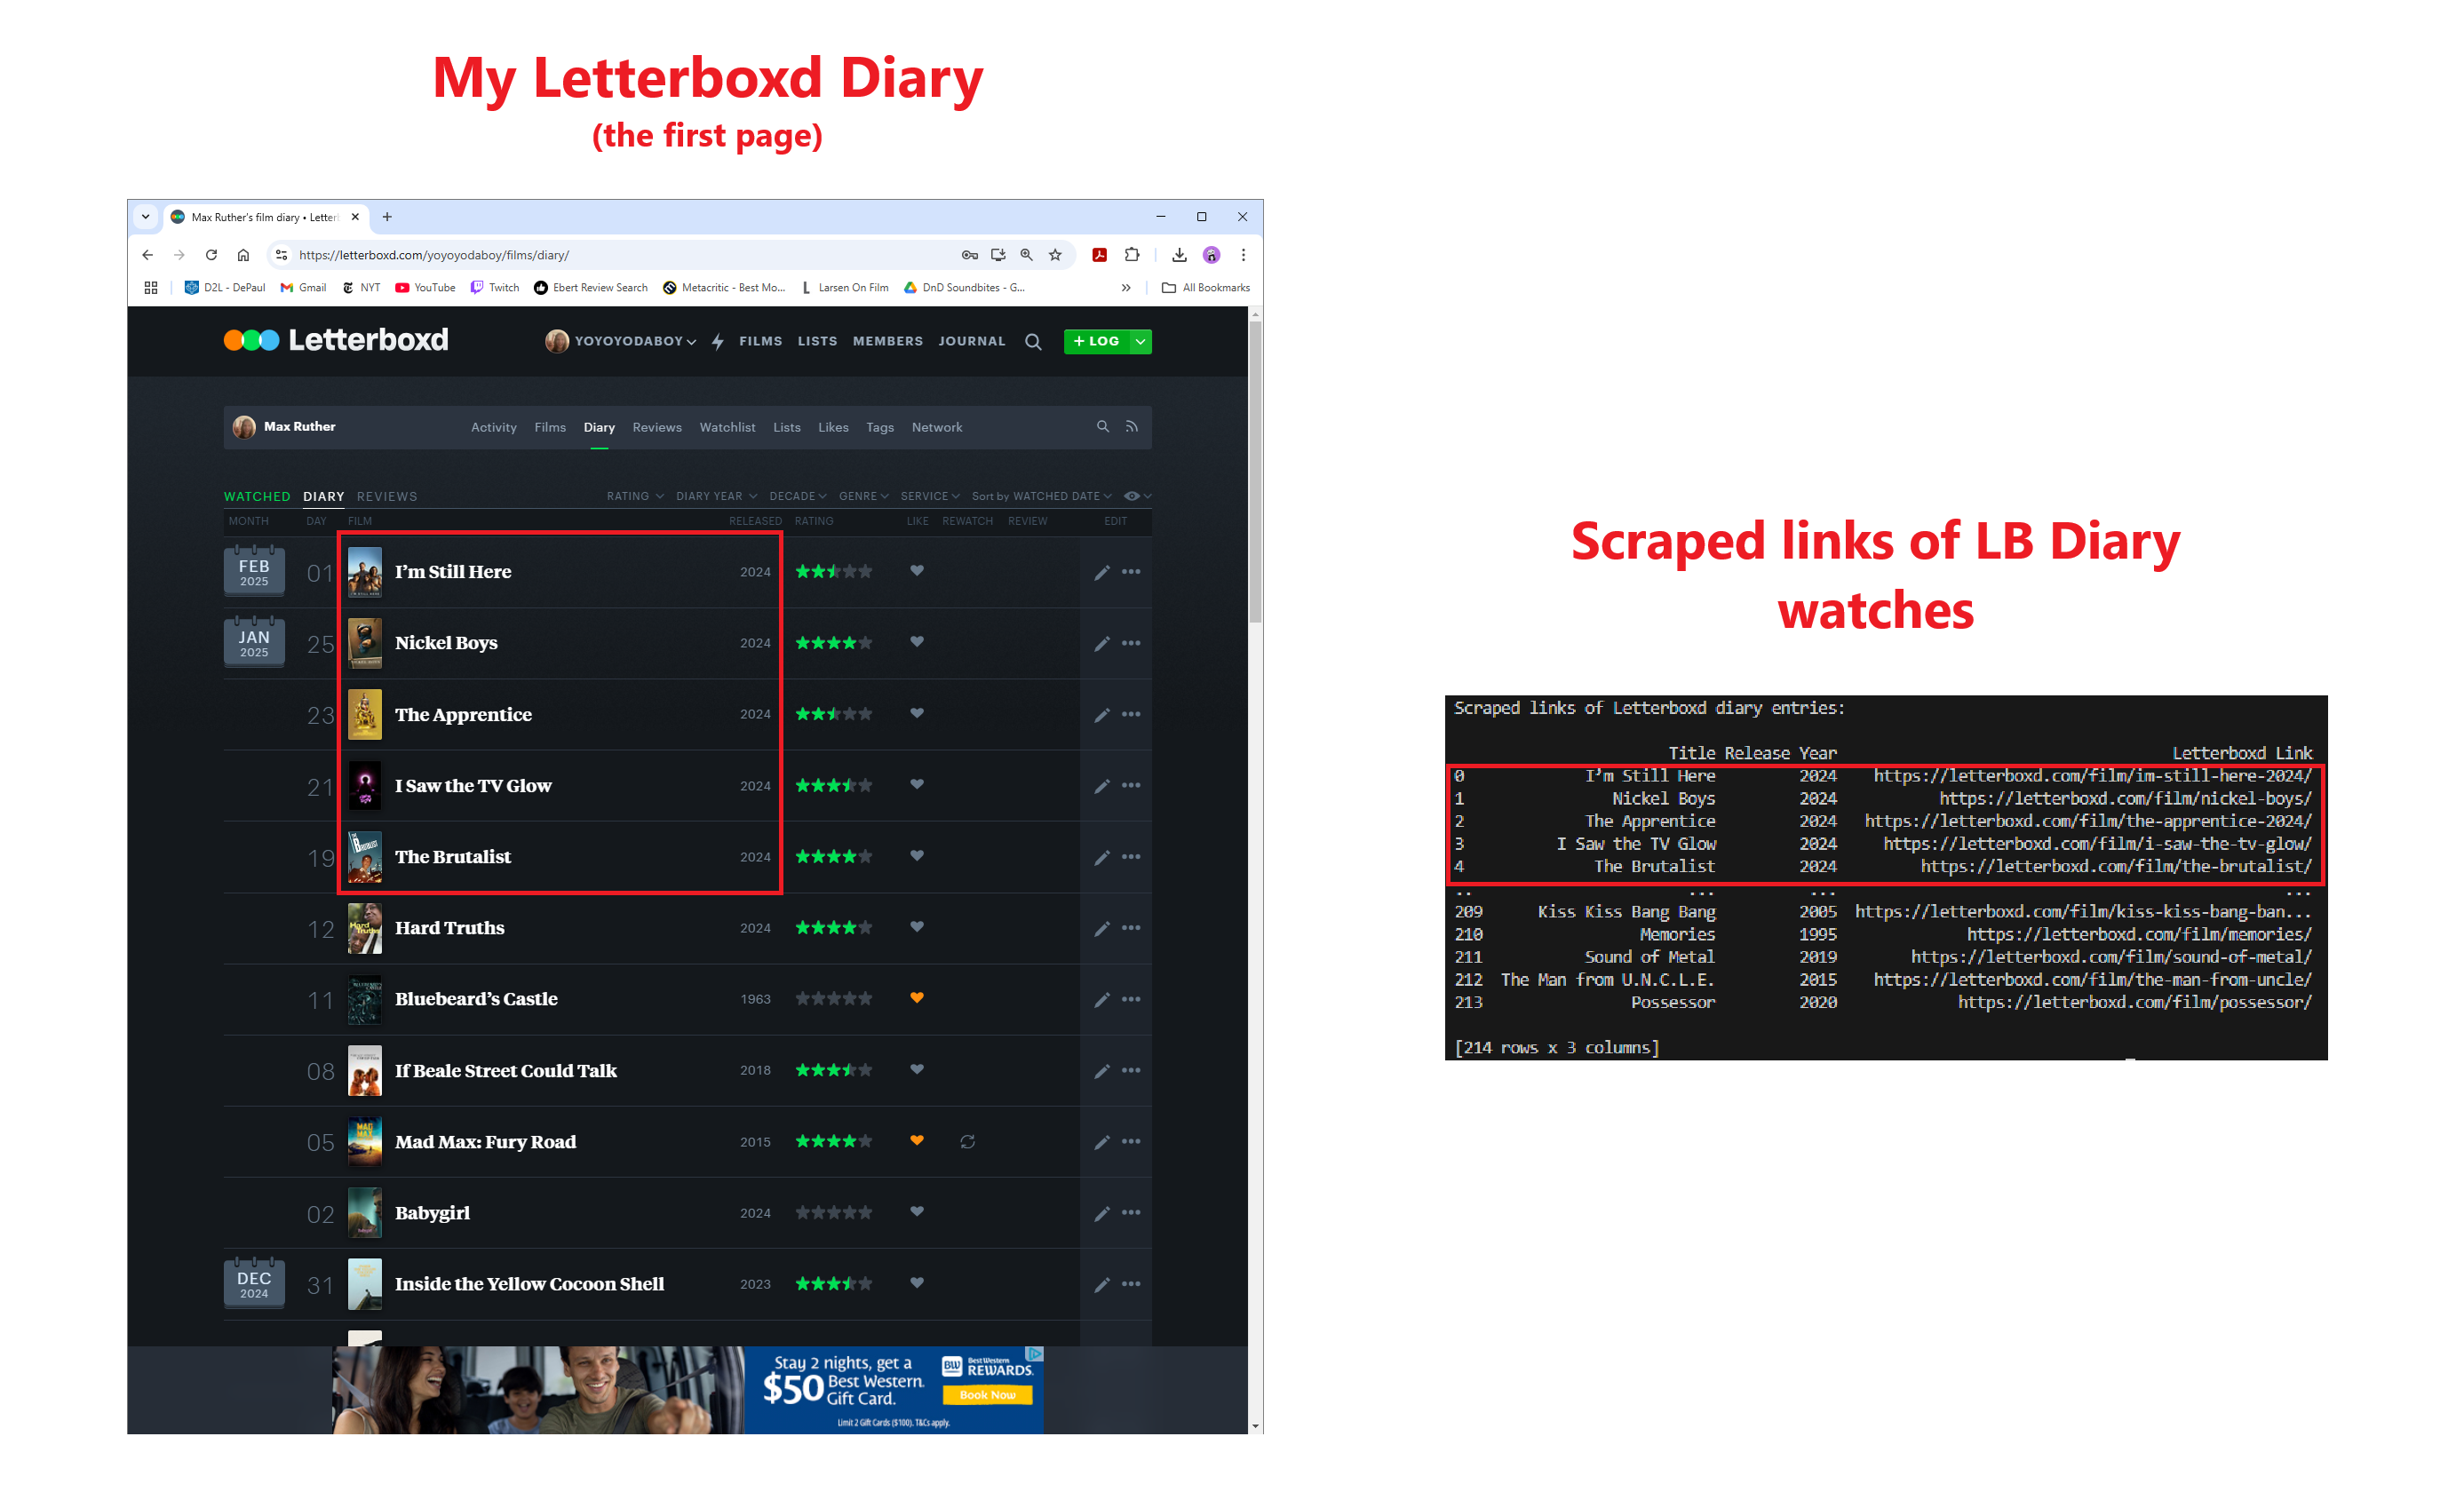 My Letterboxd Diary
(the first page)
Max Ruther's film diary • Letter
https://letterboxd.com/yoyoyodaboy/films/diary/
D2L - DePaul Gmail NYT YouTube Twitch Ebert Review Search Metacritic - Best Mo... Larsen On Film DnD Soundbites - G... » All Bookmarks
Letterboxd YOYOYODABOY FILMS LISTS MEMBERS JOURNAL + LOG
Max Ruther Activity Films Diary Reviews Watchlist Lists Likes Tags Network
WATCHED DIARY REVIEWS RATING DIARY YEAR DECADE GENRE SERVICE Sort by WATCHED DATE
MONTH DAY FILM RELEASED RATING LIKE REWATCH REVIEW EDIT
FEB 2025 01 I’m Still Here 2024
JAN 2025 25 Nickel Boys 2024
23 The Apprentice 2024
21 I Saw the TV Glow 2024
19 The Brutalist 2024
12 Hard Truths 2024
11 Bluebeard’s Castle 1963
08 If Beale Street Could Talk 2018
05 Mad Max: Fury Road 2015
02 Babygirl 2024
DEC 2024 31 Inside the Yellow Cocoon Shell 2023
Stay 2 nights, get a
$50 Best Western
Gift Card.
Limit 2 Gift Cards ($100). T&Cs apply.
BW Best Western
REWARDS.
Book Now
Scraped links of LB Diary
watches
Scraped links of Letterboxd diary entries:
Title Release Year Letterboxd Link
0 I’m Still Here 2024 https://letterboxd.com/film/im-still-here-2024/
1 Nickel Boys 2024 https://letterboxd.com/film/nickel-boys/
2 The Apprentice 2024 https://letterboxd.com/film/the-apprentice-2024/
3 I Saw the TV Glow 2024 https://letterboxd.com/film/i-saw-the-tv-glow/
4 The Brutalist 2024 https://letterboxd.com/film/the-brutalist/
.. ... ... ...
209 Kiss Kiss Bang Bang 2005 https://letterboxd.com/film/kiss-kiss-bang-ban...
210 Memories 1995 https://letterboxd.com/film/memories/
211 Sound of Metal 2019 https://letterboxd.com/film/sound-of-metal/
212 The Man from U.N.C.L.E. 2015 https://letterboxd.com/film/the-man-from-uncle/
213 Possessor 2020 https://letterboxd.com/film/possessor/
[214 rows x 3 columns]